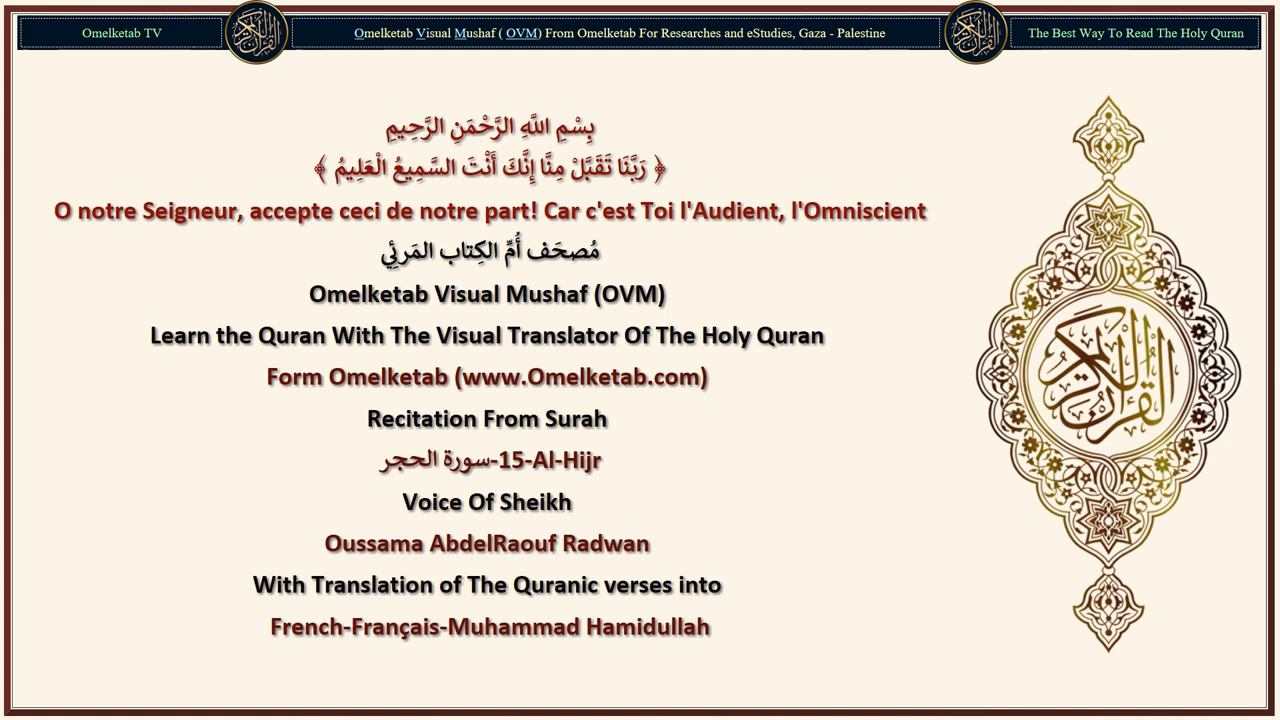 Omelketab TV
Omelketab Visual Mushaf ( OVM) From Omelketab For Researches and eStudies, Gaza - Palestine
The Best Way To Read The Holy Quran
بِسْمِ اللَّهِ الرَّحْمَنِ الرَّحِيمِ
﴿ رَبَّنَا تَقَبَّلْ مِنَّا إِنَّكَ أَنْتَ السَّمِيعُ الْعَلِيمُ ﴾
O notre Seigneur, accepte ceci de notre part! Car c'est Toi l'Audient, l'Omniscient
مُصحَف أُمِّ الكِتاب المَرئِي
Omelketab Visual Mushaf (OVM)
Learn the Quran With The Visual Translator Of The Holy Quran
Form Omelketab (www.Omelketab.com)
Recitation From Surah
سورة الحجر-15-Al-Hijr
Voice Of Sheikh
Oussama AbdelRaouf Radwan
With Translation of The Quranic verses into
French-Français-Muhammad Hamidullah
القرآن الكريم